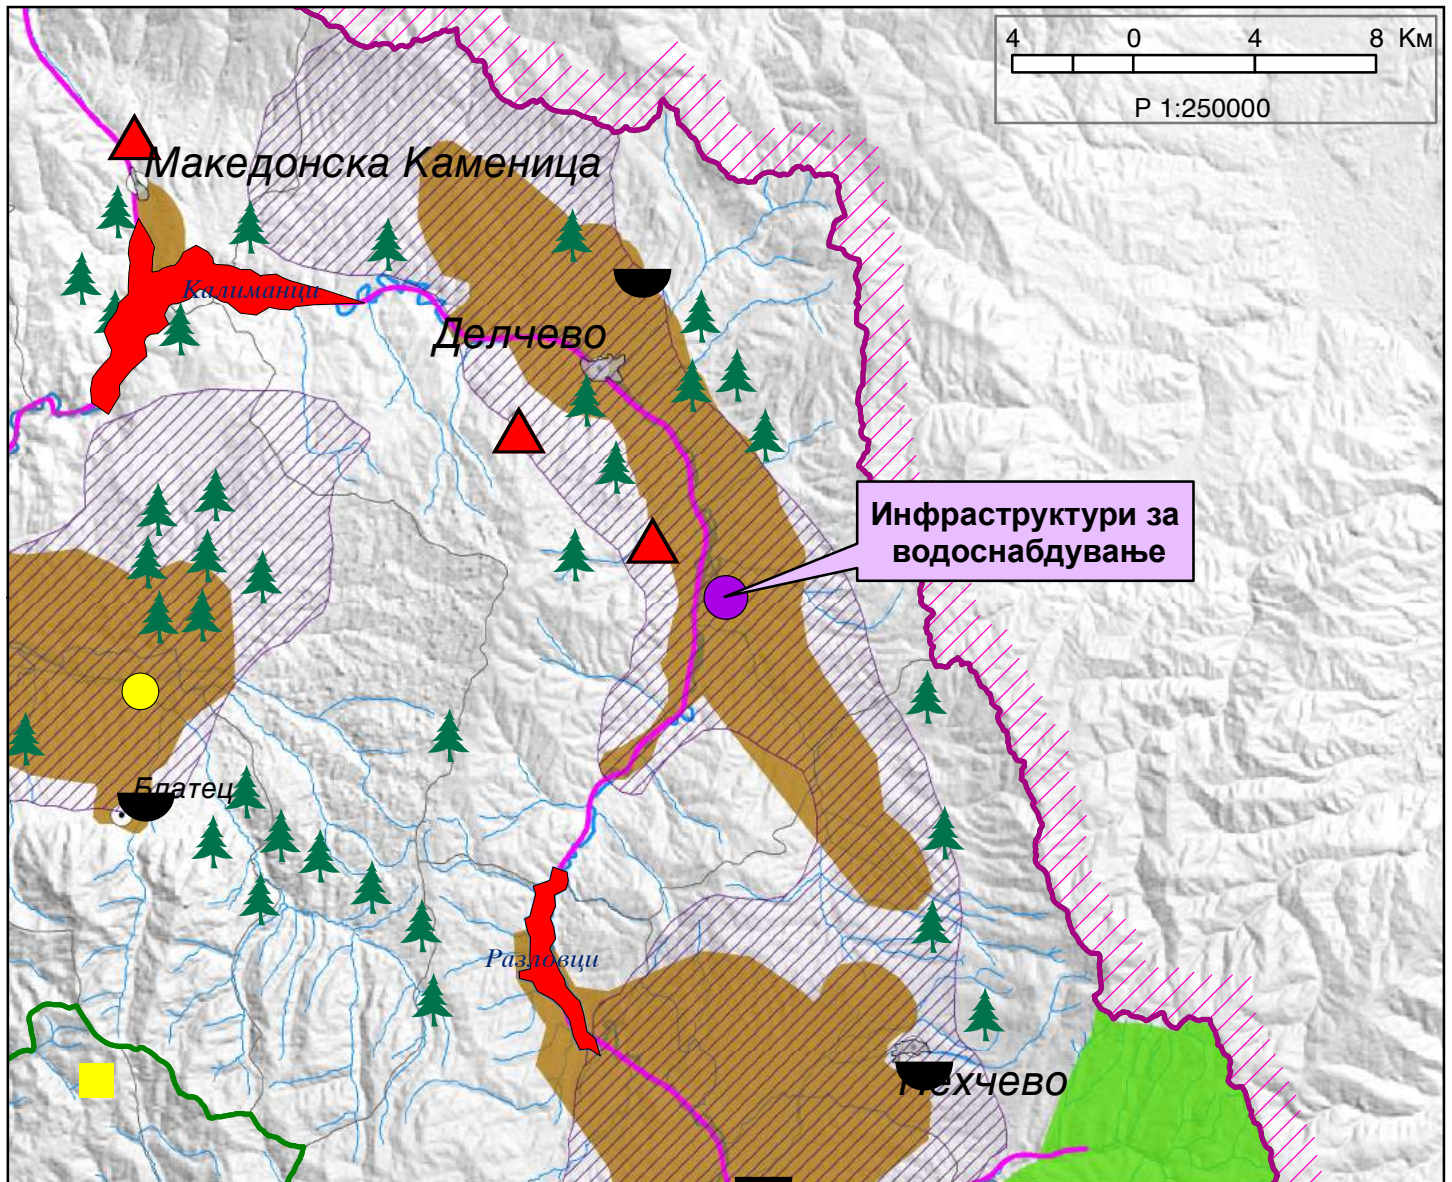 4 0 4 8 Км
Р 1:250000
Македонска Каменица
Калиманци
Делчево
Инфраструктури за
водоснабдување
Блатец
Разловци
Пехчево